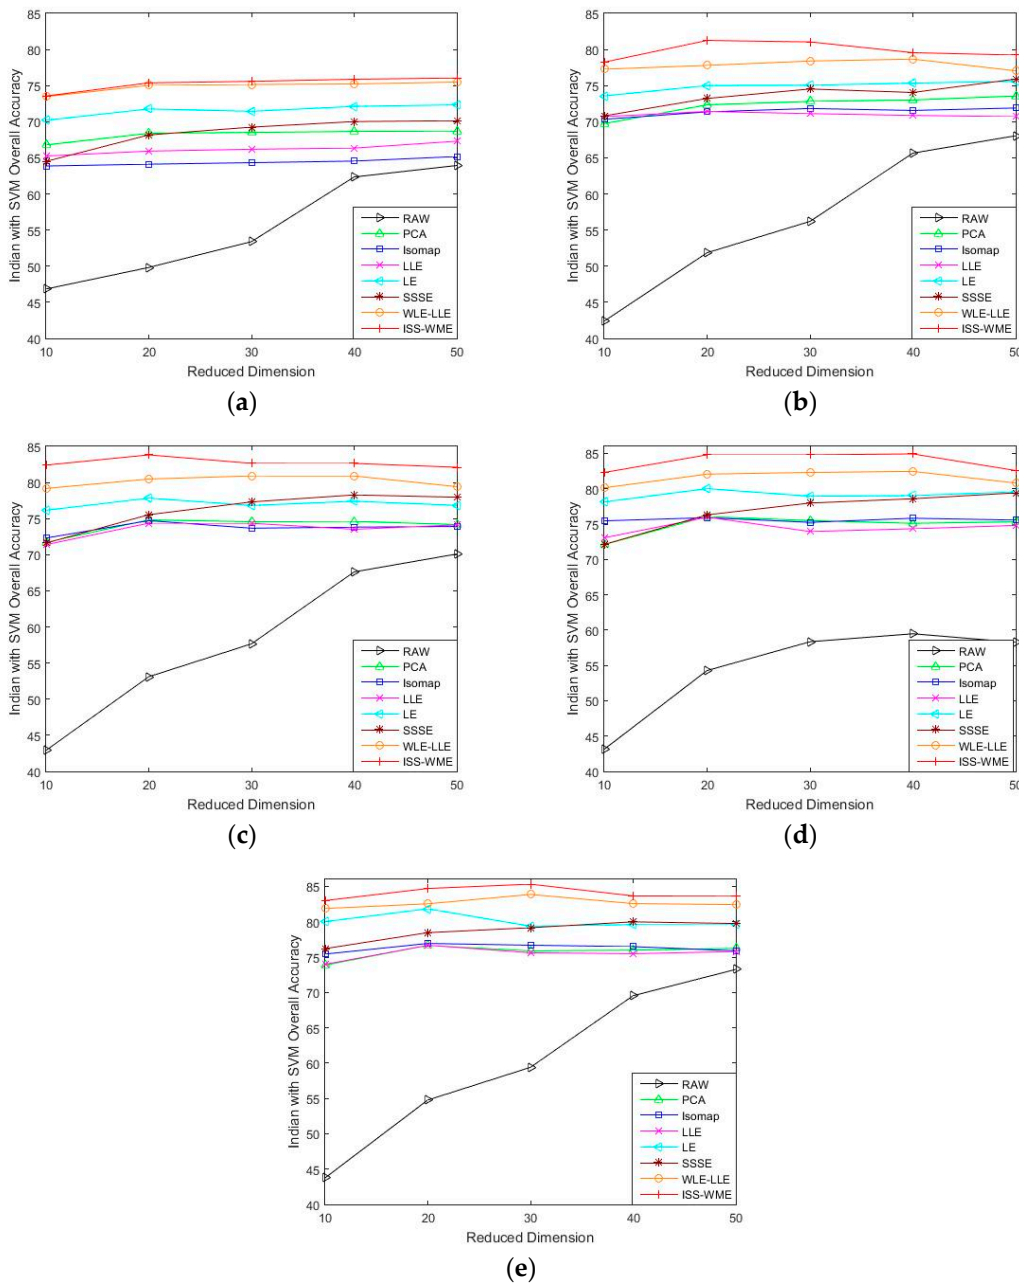 85
80
75
70
65
60
55
50
45
40
Indian with SVM Overall Accuracy
RAW
PCA
Isomap
LLE
LE
SSSE
WLE-LLE
ISS-WME
10 20 30 40 50
Reduced Dimension
(a)
85
80
75
70
65
60
55
50
45
40
Indian with SVM Overall Accuracy
RAW
PCA
Isomap
LLE
LE
SSSE
WLE-LLE
ISS-WME
10 20 30 40 50
Reduced Dimension
(b)
85
80
75
70
65
60
55
50
45
40
Indian with SVM Overall Accuracy
RAW
PCA
Isomap
LLE
LE
SSSE
WLE-LLE
ISS-WME
10 20 30 40 50
Reduced Dimension
(c)
85
80
75
70
65
60
55
50
45
40
Indian with SVM Overall Accuracy
RAW
PCA
Isomap
LLE
LE
SSSE
WLE-LLE
ISS-WME
10 20 30 40 50
Reduced Dimension
(d)
85
80
75
70
65
60
55
50
45
40
Indian with SVM Overall Accuracy
RAW
PCA
Isomap
LLE
LE
SSSE
WLE-LLE
ISS-WME
10 20 30 40 50
Reduced Dimension
(e)